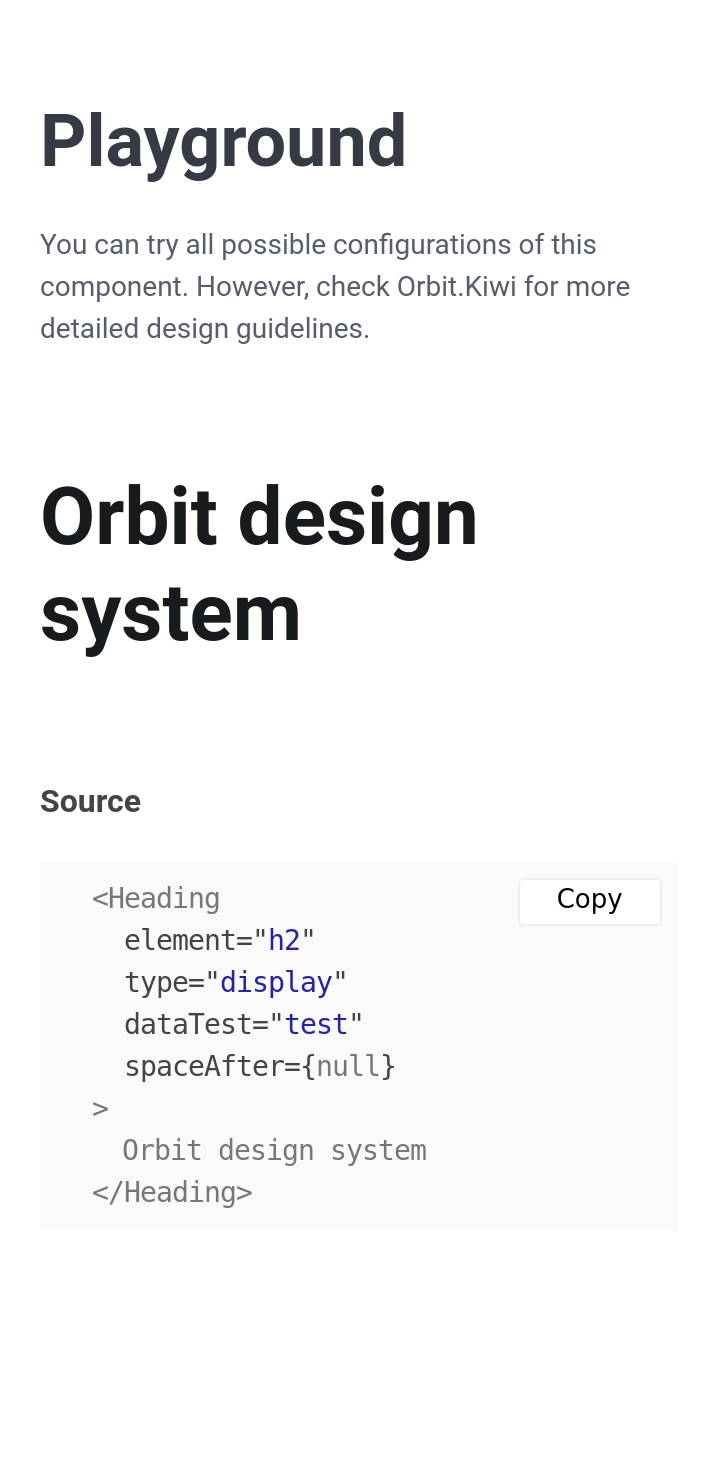 Playground
You can try all possible configurations of this
component. However, check Orbit.Kiwi for more
detailed design guidelines.
Orbit design
system
Source
Copy
<Heading
  element="h2"
  type="display"
  dataTest="test"
  spaceAfter={null}
>
  Orbit design system
</Heading>